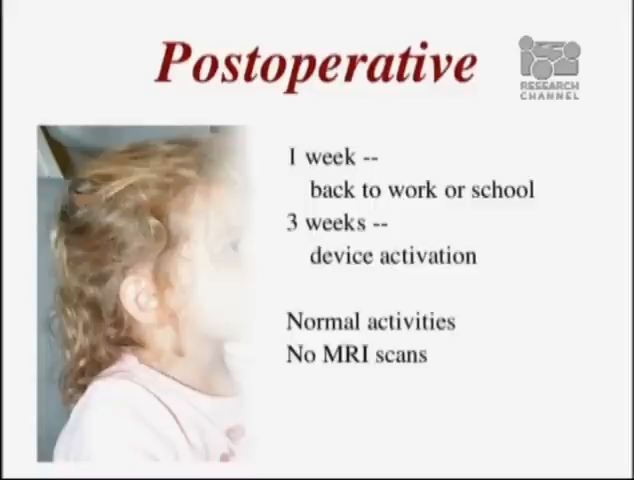 Postoperative
RESEARCH
CHANNEL
1 week --
back to work or school
3 weeks --
device activation
Normal activities
No MRI scans